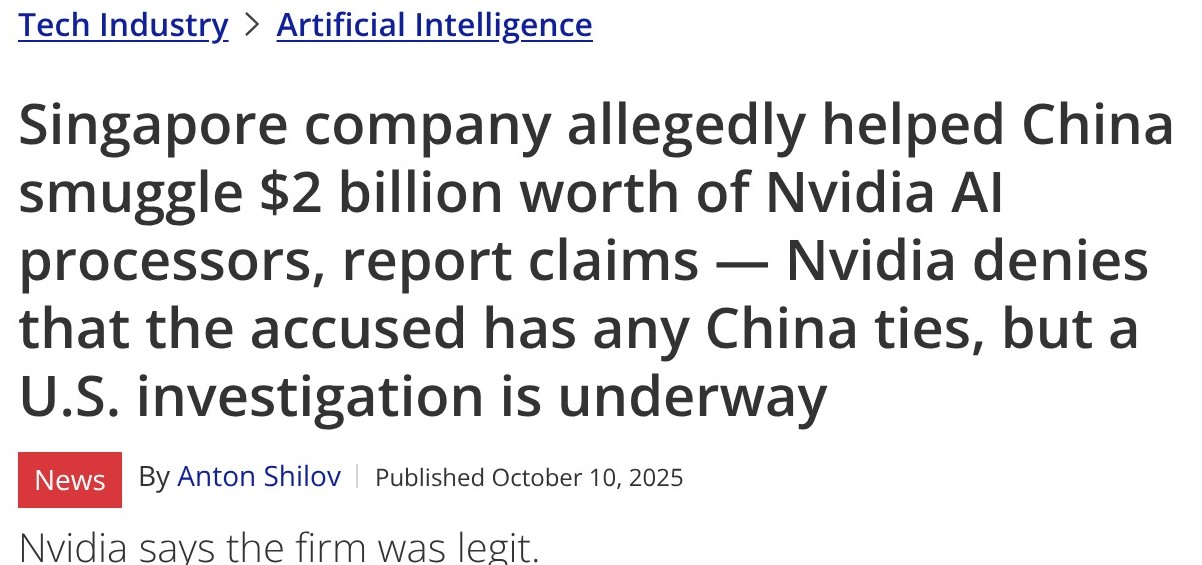 Tech Industry > Artificial Intelligence
Singapore company allegedly helped China
smuggle $2 billion worth of Nvidia AI
processors, report claims — Nvidia denies
that the accused has any China ties, but a
U.S. investigation is underway
News By Anton Shilov | Published October 10, 2025
Nvidia says the firm was legit.